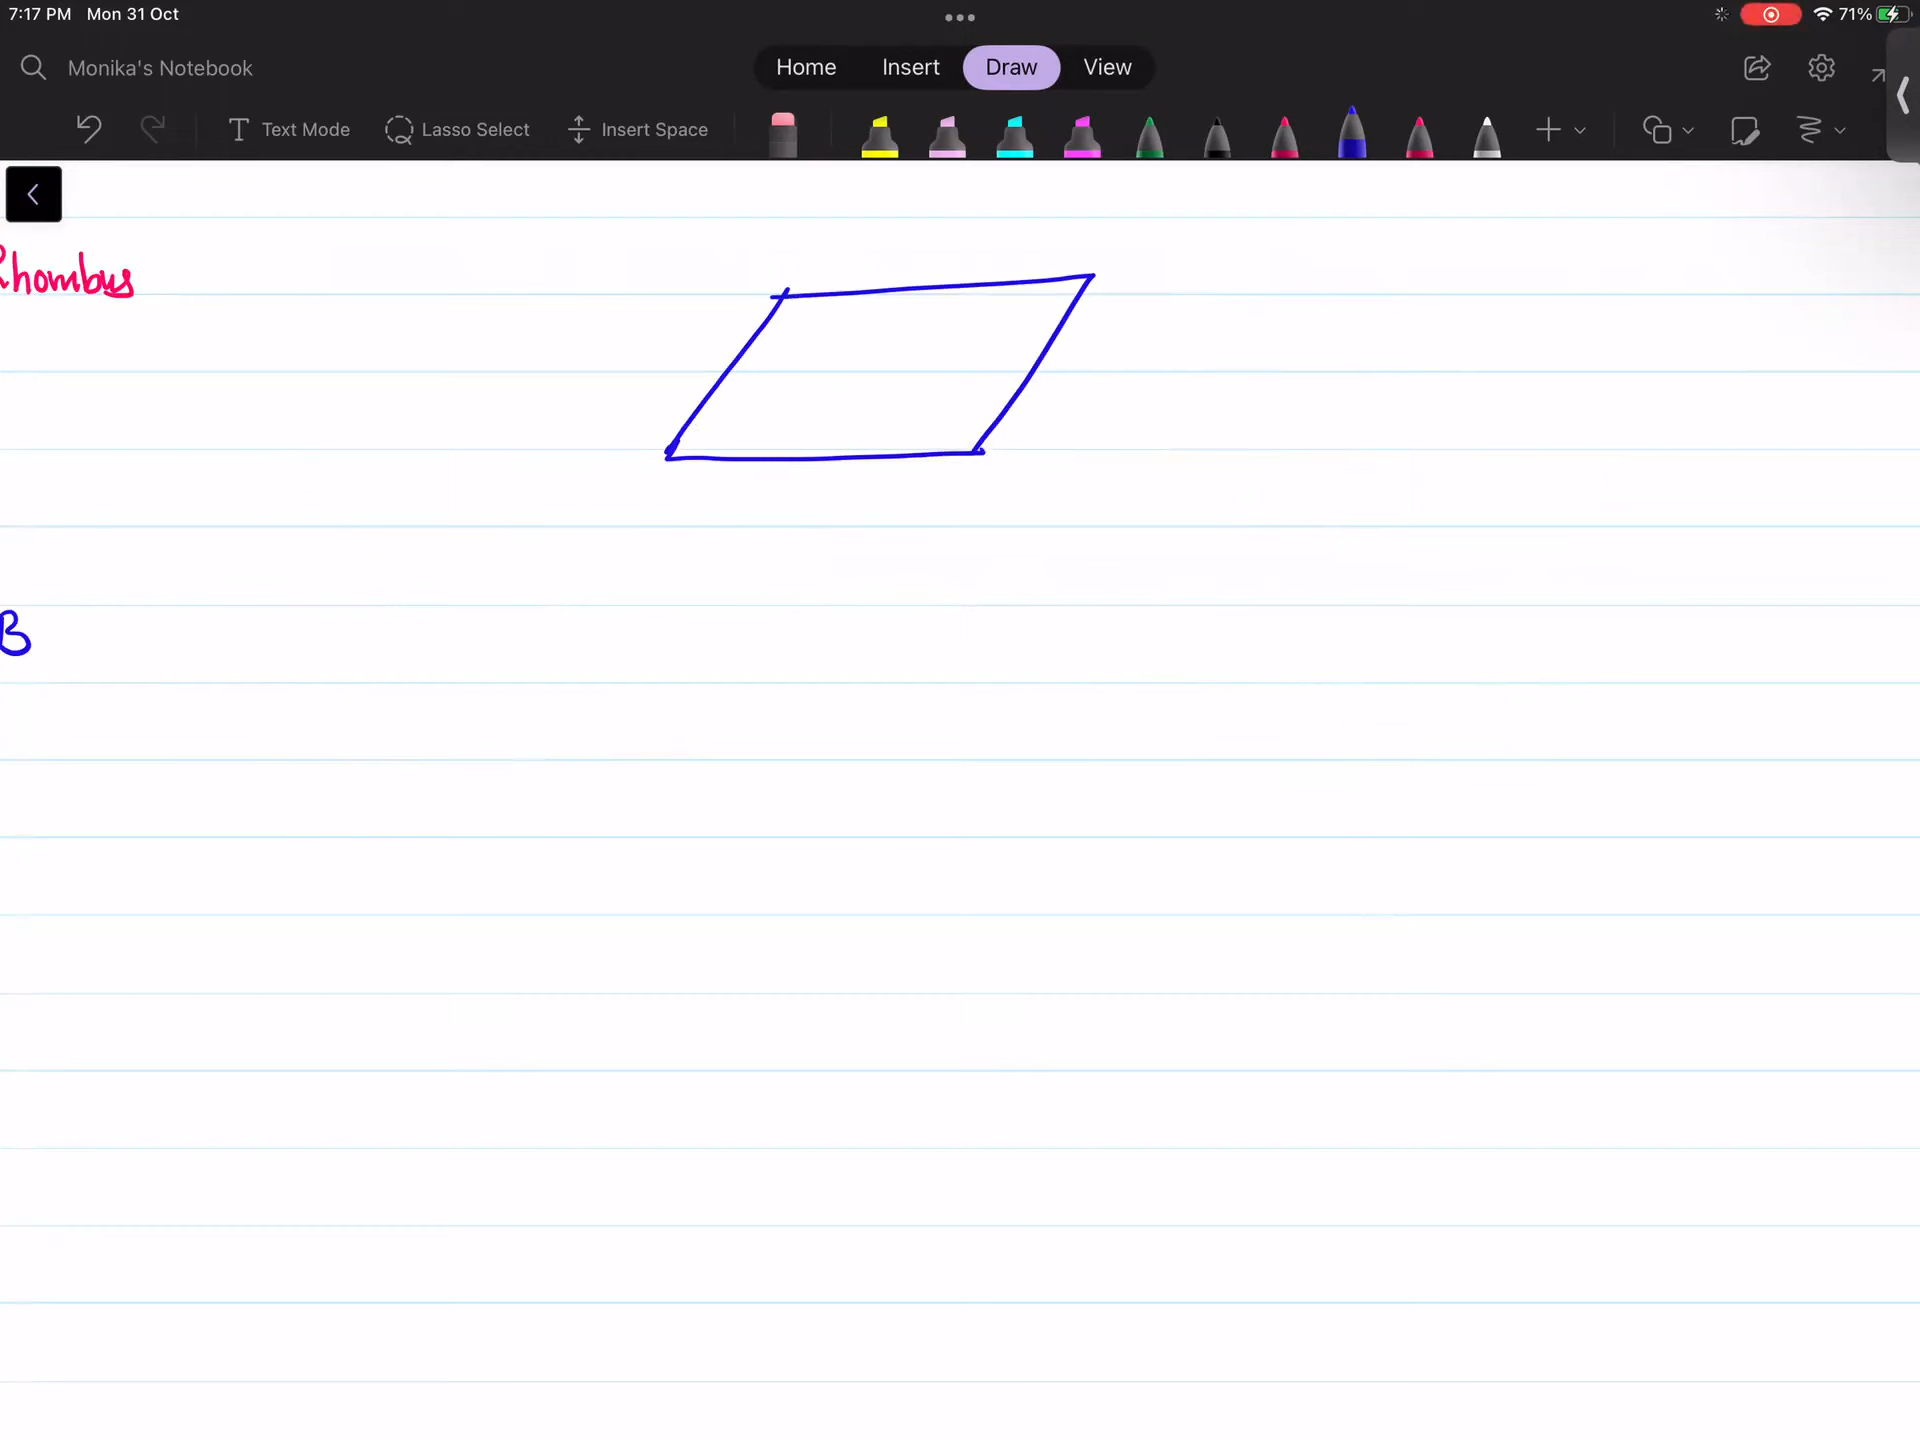 7:17 PM Mon 31 Oct 71%
Monika's Notebook Home Insert Draw View
Text Mode Lasso Select Insert Space
Rhombus
B